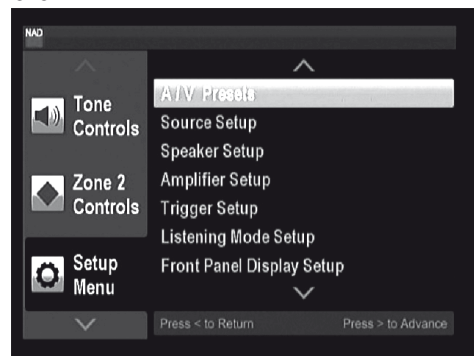 NAD
Tone
Controls
Zone 2
Controls
Setup
Menu
A/V Presets
Source Setup
Speaker Setup
Amplifier Setup
Trigger Setup
Listening Mode Setup
Front Panel Display Setup
Press < to Return
Press > to Advance